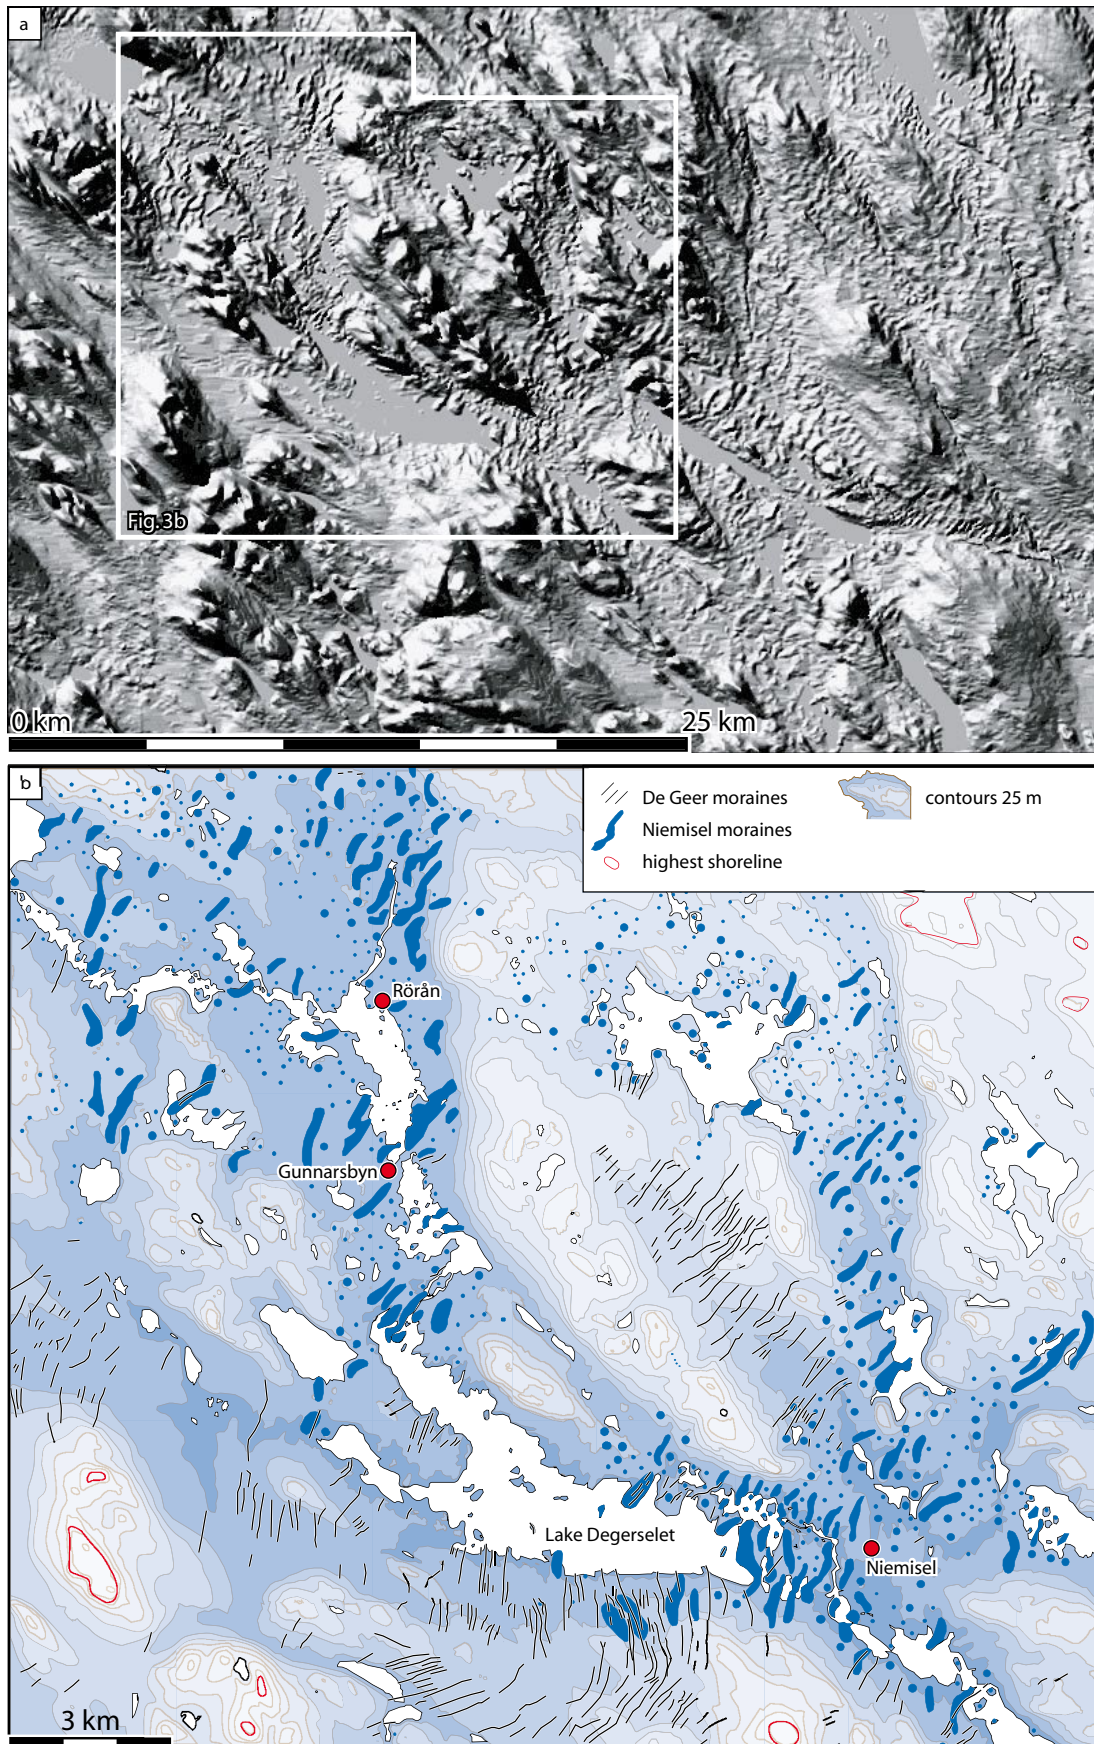 a
Fig.3b
0 km
25 km
b
De Geer moraines
contours 25 m
Niemisel moraines
highest shoreline
Rörån
Gunnarsbyn
Lake Degerselet
Niemisel
3 km